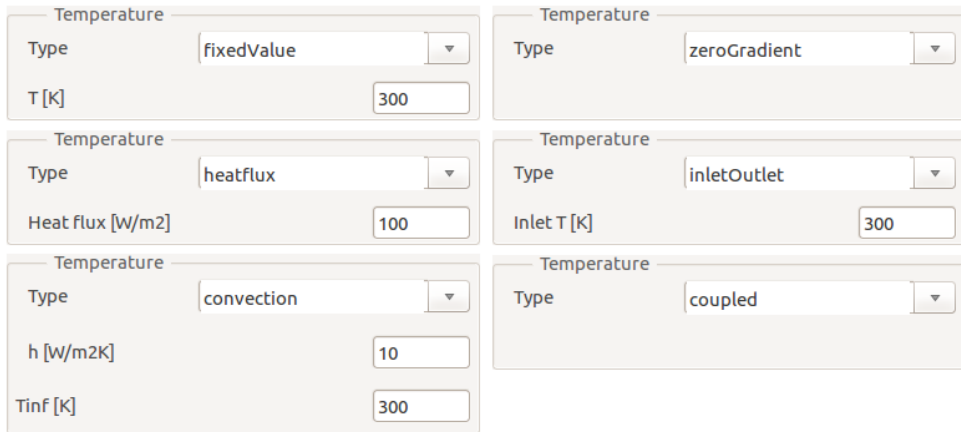 Temperature
Type fixedValue
T [K] 300
Temperature
Type zeroGradient
Temperature
Type heatflux
Heat flux [W/m2] 100
Temperature
Type inletOutlet
Inlet T [K] 300
Temperature
Type convection
h [W/m2K] 10
Tinf [K] 300
Temperature
Type coupled